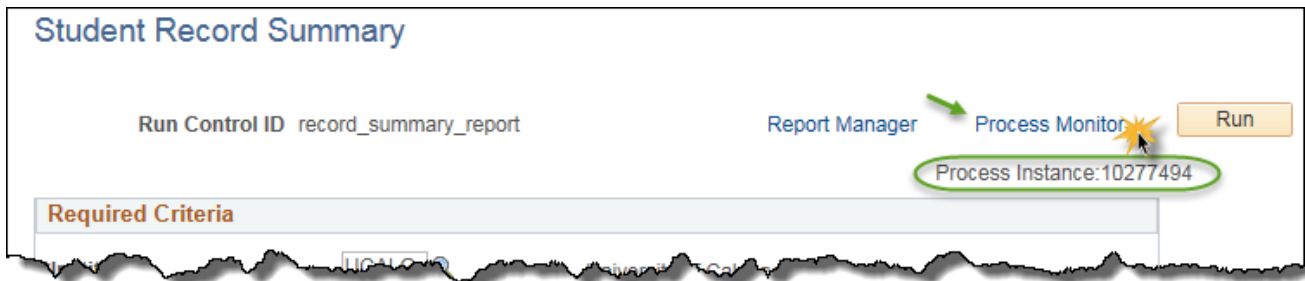 Student Record Summary
Run Control ID record_summary_report Report Manager Process Monitor Run
Process Instance:10277494
Required Criteria